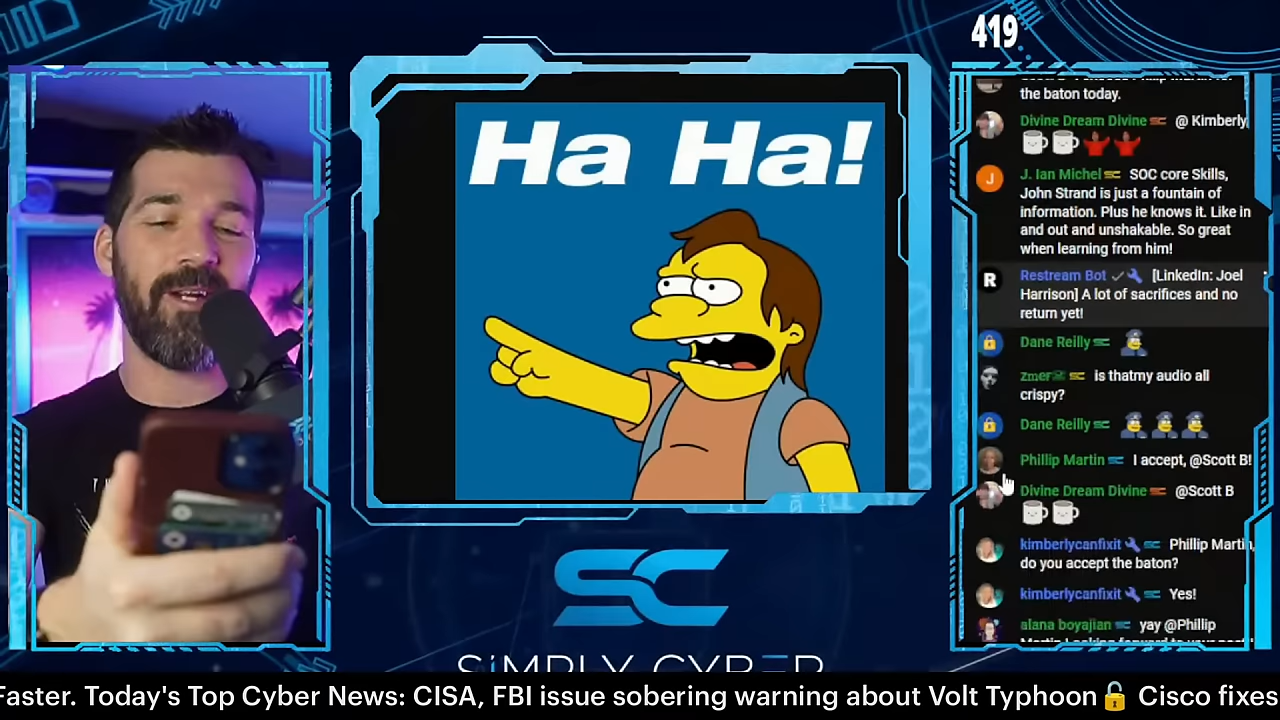 419
Ha Ha!
the baton today.
Divine Dream Divine @ Kimberly
J. Ian Michel SOC core Skills,
John Strand is just a fountain of
information. Plus he knows it. Like in
and out and unshakable. So great
when learning from him!
R
J
Restream Bot [LinkedIn: Joel
Harrison] A lot of sacrifices and no
return yet!
Dane Reilly
zmer is thatmy audio all
crispy?
Dane Reilly
Phillip Martin I accept, @Scott B!
Divine Dream Divine @Scott B
kimberlycanfixit Phillip Martin,
do you accept the baton?
kimberlycanfixit Yes!
alana boyajian yay @Phillip
SC
SIMPLY CYBER
Faster. Today's Top Cyber News: CISA, FBI issue sobering warning about Volt Typhoon🔓 Cisco fixes